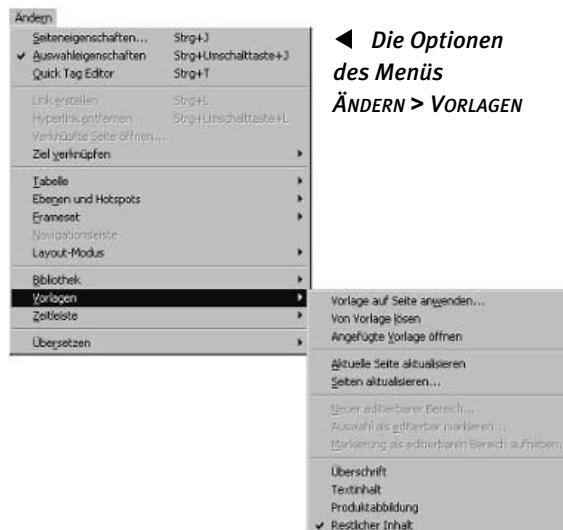 Ändern
Seiteneigenschaften... Strg+J
Auswahleigenschaften Strg+Umschalttaste+J
Quick Tag Editor Strg+T
Link erstellen Strg+L
Hyperlink entfernen Strg+Umschalttaste+L
Verknüpfte Seite öffnen...
Ziel verknüpfen
Tabelle
Ebenen und Hotspots
Frameset
Navigationsleiste
Layout-Modus
Bibliothek
Vorlagen
Zeitleiste
Übersetzen
Vorlage auf Seite anwenden...
Von Vorlage lösen
Angefügte Vorlage öffnen
Aktuelle Seite aktualisieren
Seiten aktualisieren...
Neuer editierbarer Bereich...
Auswahl als editierbar markieren...
Markierung als editierbaren Bereich aufheben
Überschrift
Textinhalt
Produktabbildung
Restlicher Inhalt
◀ Die Optionen
des Menüs
ÄNDERN > VORLAGEN